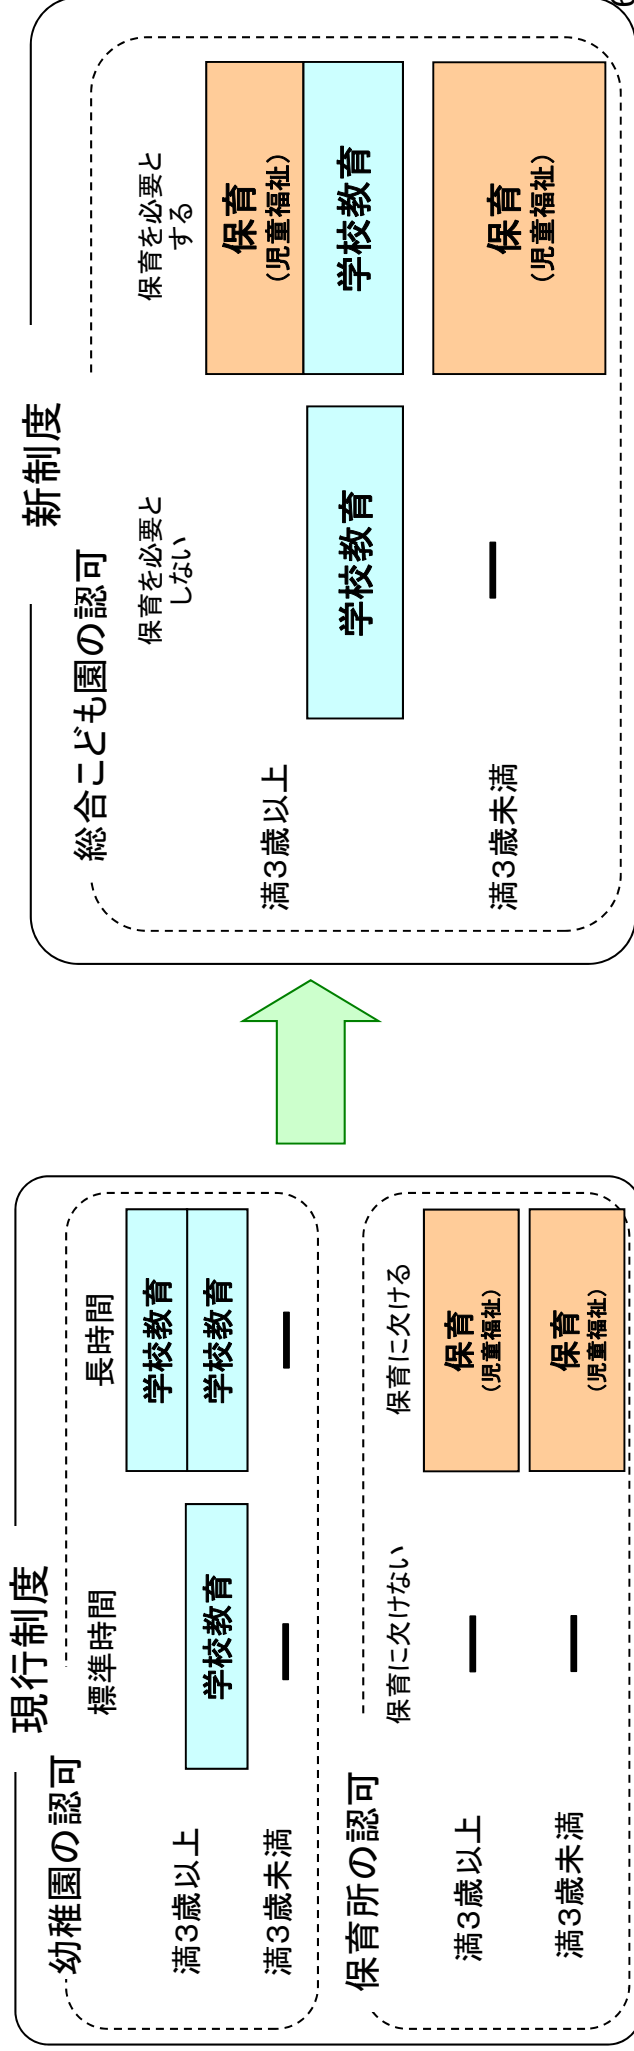 現行制度
幼稚園の認可
標準時間
長時間
満3歳以上
学校教育
学校教育
学校教育
満3歳未満
ー
ー
保育所の認可
保育に欠けない
保育に欠ける
満3歳以上
ー
保育
(児童福祉)
満3歳未満
ー
保育
(児童福祉)
新制度
総合こども園の認可
保育を必要と
しない
保育を必要と
する
満3歳以上
学校教育
保育
(児童福祉)
学校教育
満3歳未満
ー
保育
(児童福祉)